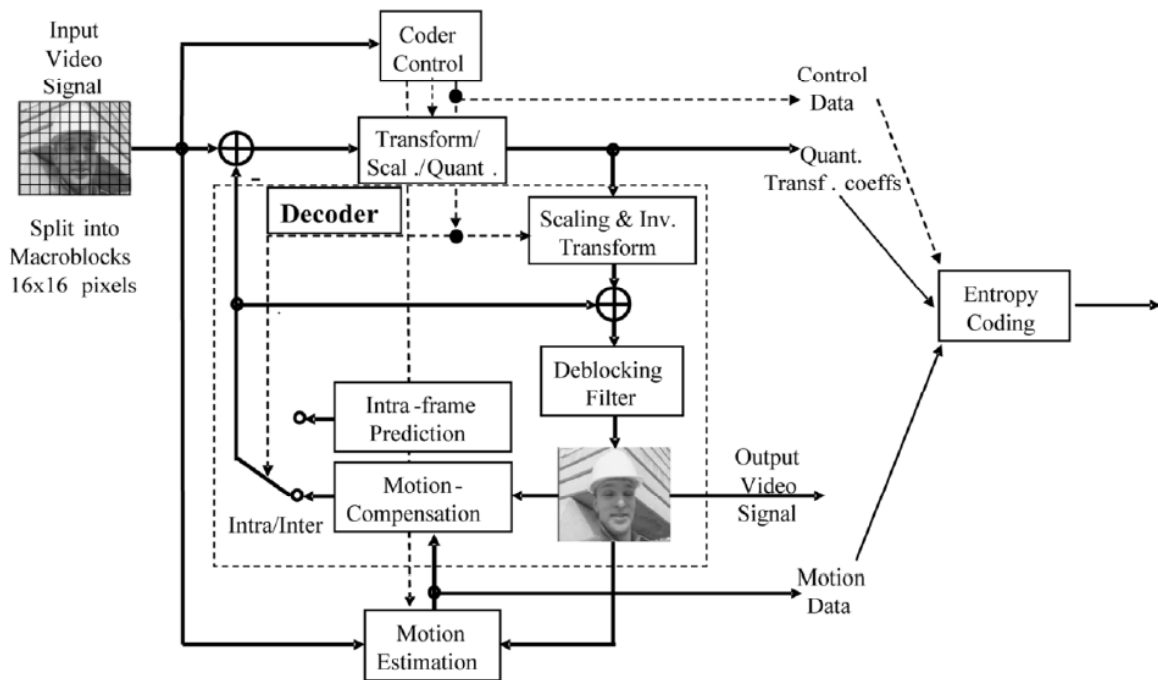 Input
Video
Signal
Split into
Macroblocks
16x16 pixels
Coder
Control
Transform/
Scal ./Quant .
-
Decoder
Scaling & Inv.
Transform
Deblocking
Filter
Intra -frame
Prediction
Motion -
Compensation
Intra/Inter
Motion
Estimation
Control
Data
Quant.
Transf . coeffs
Entropy
Coding
Output
Video
Signal
Motion
Data